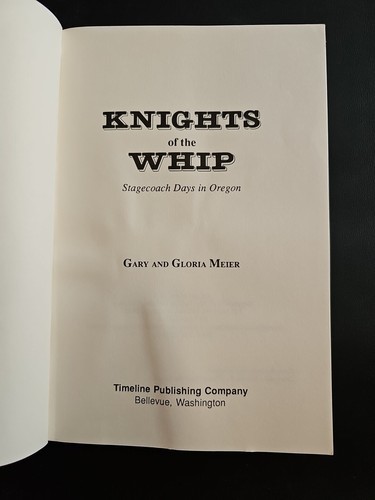 KNIGHTS
of the
WHIP
Stagecoach Days in Oregon
GARY AND GLORIA MEIER
Timeline Publishing Company
Bellevue, Washington